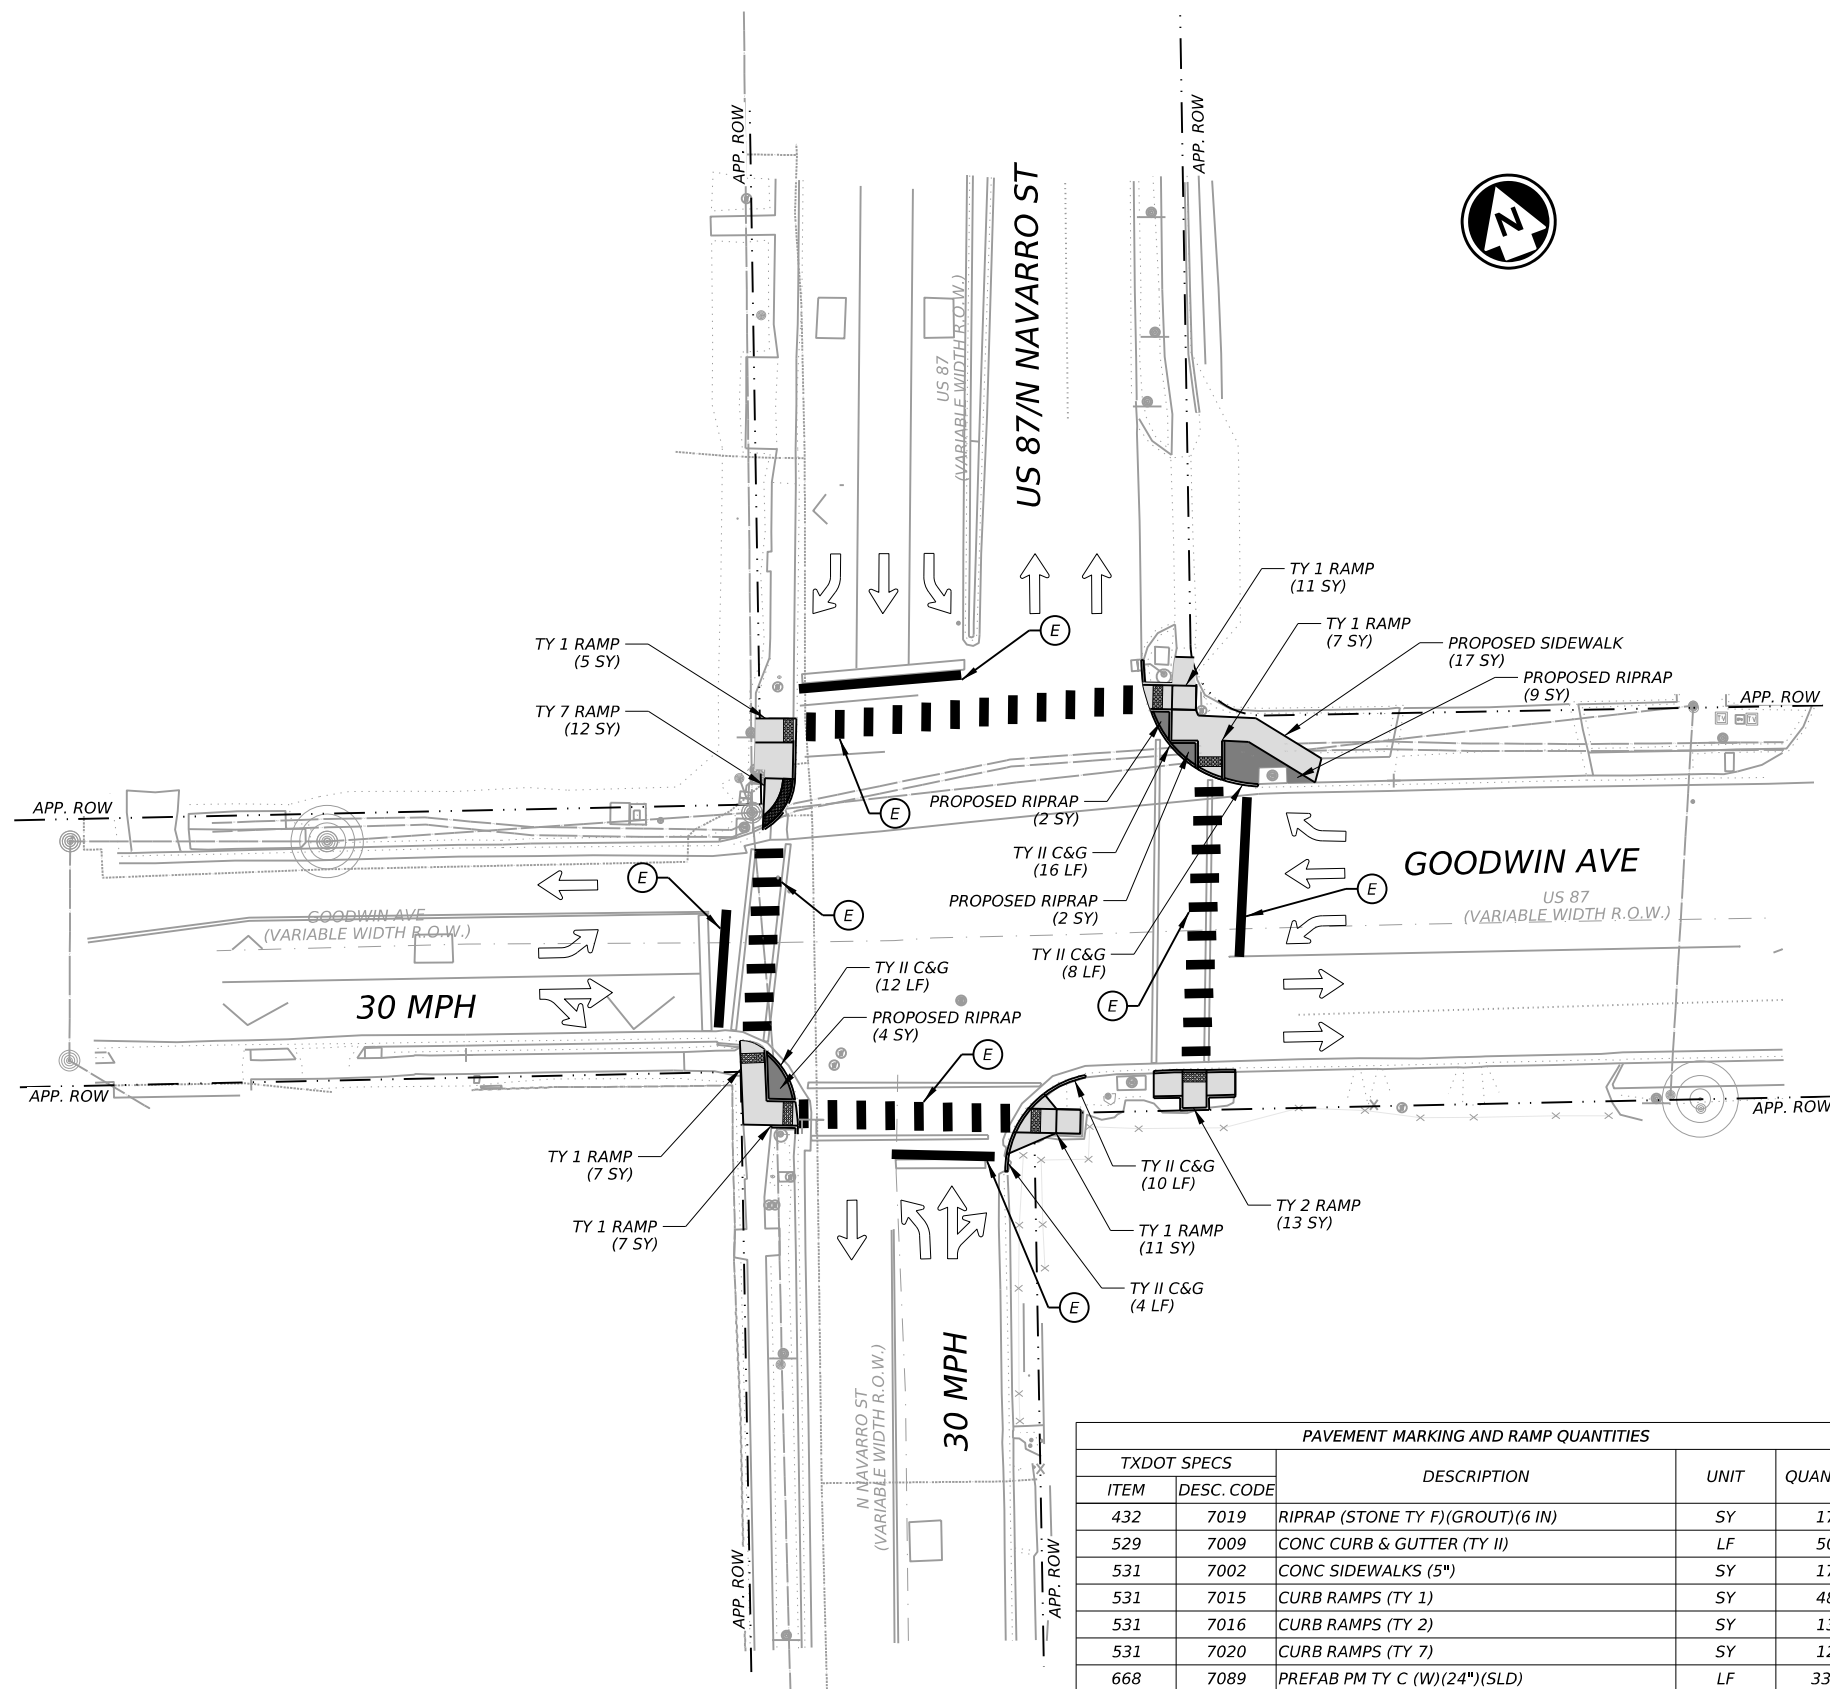 APP. ROW
APP. ROW
US 87/N NAVARRO ST
US 87
(VARIABLE WIDTH R.O.W.)
N
TY 1 RAMP
(11 SY)
TY 1 RAMP
(7 SY)
PROPOSED SIDEWALK
(17 SY)
PROPOSED RIPRAP
(9 SY)
APP. ROW
E
TY 1 RAMP
(5 SY)
TY 7 RAMP
(12 SY)
APP. ROW
PROPOSED RIPRAP
(2 SY)
E
TY II C&G
(16 LF)
PROPOSED RIPRAP
(2 SY)
TY II C&G
(8 LF)
GOODWIN AVE
US 87
(VARIABLE WIDTH R.O.W.)
E
E
E
E
GOODWIN AVE
(VARIABLE WIDTH R.O.W.)
30 MPH
TY II C&G
(12 LF)
PROPOSED RIPRAP
(4 SY)
E
APP. ROW
APP. ROW
TY 1 RAMP
(7 SY)
TY 1 RAMP
(7 SY)
TY II C&G
(10 LF)
TY 2 RAMP
(13 SY)
TY 1 RAMP
(11 SY)
TY II C&G
(4 LF)
E
30 MPH
N NAVARRO ST
(VARIABLE WIDTH R.O.W.)
APP. ROW
APP. ROW
PAVEMENT MARKING AND RAMP QUANTITIES
TXDOT SPECS DESCRIPTION UNIT
ITEM DESC. CODE
432 7019 RIPRAP (STONE TY F)(GROUT)(6 IN) SY
529 7009 CONC CURB & GUTTER (TY II) LF
531 7002 CONC SIDEWALKS (5") SY
531 7015 CURB RAMPS (TY 1) SY
531 7016 CURB RAMPS (TY 2) SY
531 7020 CURB RAMPS (TY 7) SY
668 7089 PREFAB PM TY C (W)(24")(SLD) LF